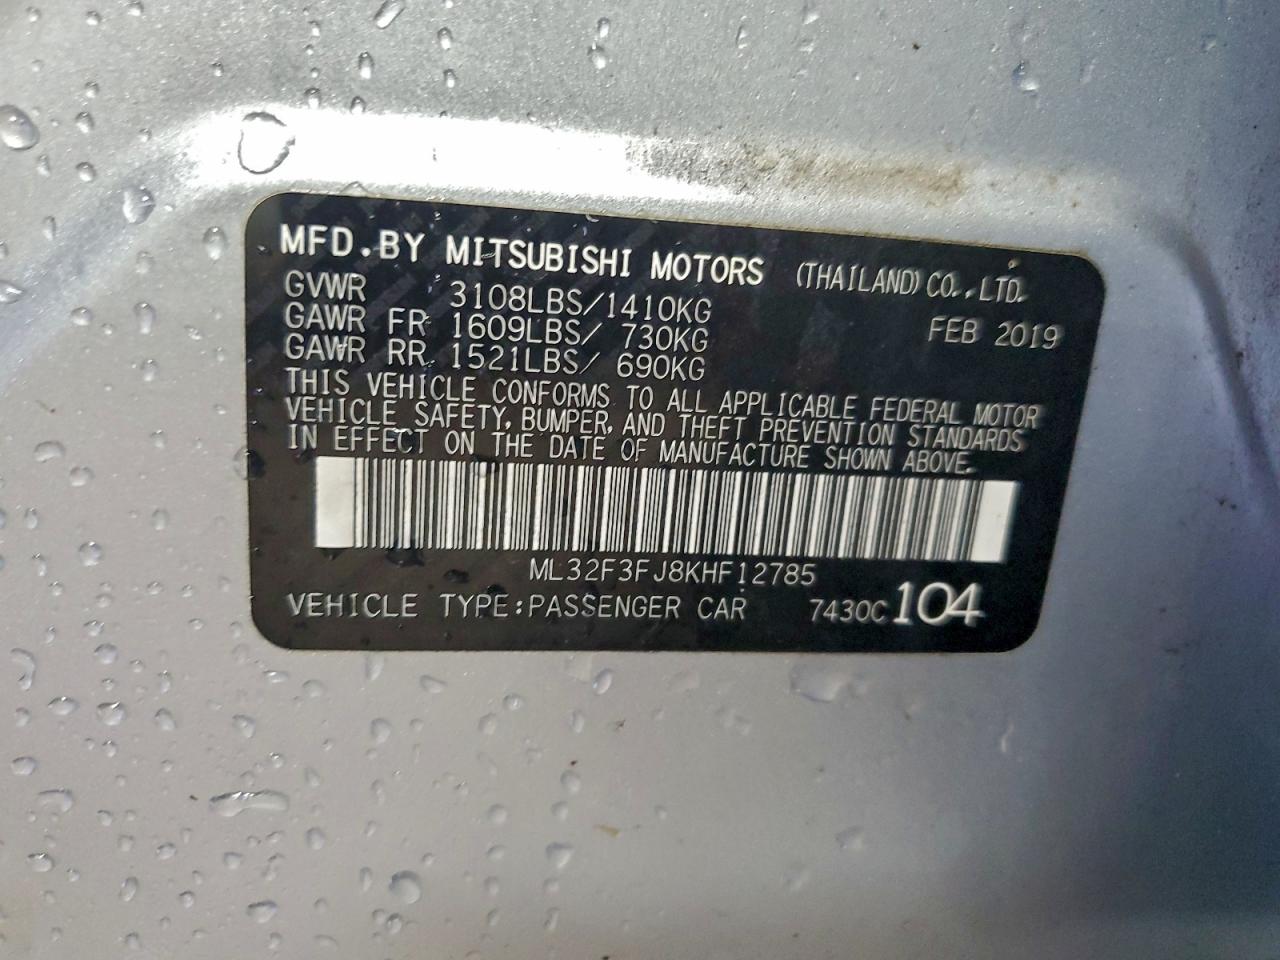 MFD.BY MITSUBISHI MOTORS (THAILAND) CO.,LTD.
GVWR 3108LBS/1410KG FEB 2019
GAWR FR 1609LBS/ 730KG
GAWR RR 1521LBS/ 690KG
THIS VEHICLE CONFORMS TO ALL APPLICABLE FEDERAL MOTOR
VEHICLE SAFETY, BUMPER, AND THEFT PREVENTION STANDARDS
IN EFFECT ON THE DATE OF MANUFACTURE SHOWN ABOVE.
ML32F3FJ8KHF12785
VEHICLE TYPE:PASSENGER CAR 7430C 104